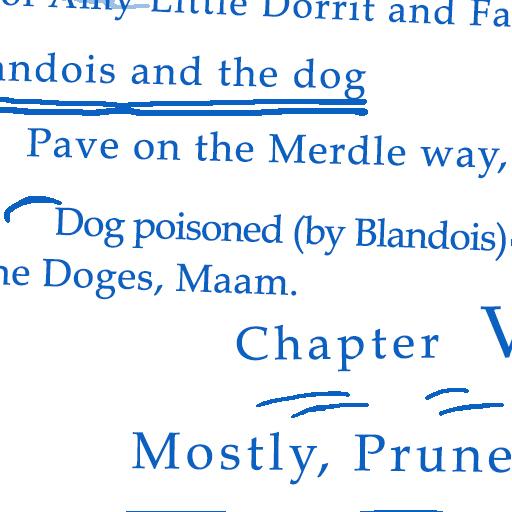 of Amy Little Dorrit and Fa
andois and the dog
Pave on the Merdle way,
Dog poisoned (by Blandois)
he Doges, Maam.
Chapter V
Mostly, Prune